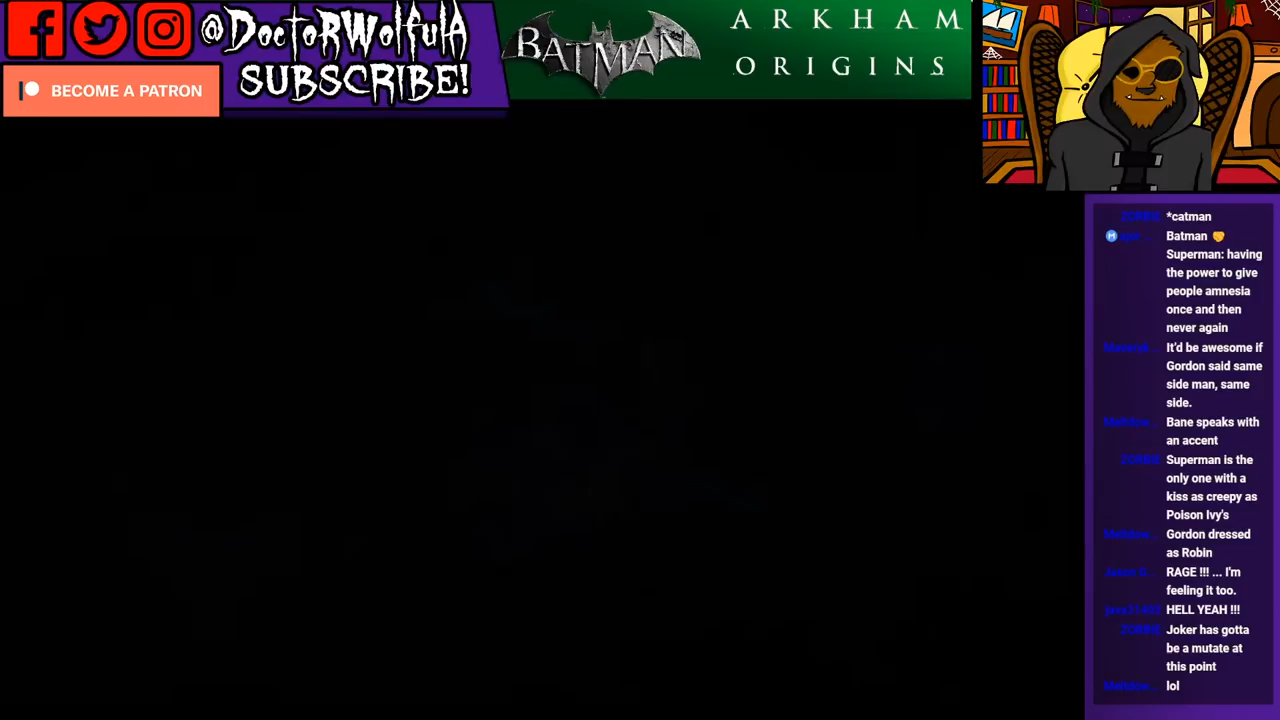 @DoctoRWolfulA
SUBSCRIBE!
BECOME A PATRON
BATMAN
ARKHAM
ORIGINS
ZORBIE *catman
Batman
Superman: having
the power to give
people amnesia
once and then
never again
It'd be awesome if
Gordon said same
side man, same
side.
Bane speaks with
an accent
ZORBIE Superman is the
only one with a
kiss as creepy as
Poison Ivy's
Gordon dressed
as Robin
RAGE !!! ... I'm
feeling it too.
HELL YEAH !!!
ZORBIE Joker has gotta
be a mutate at
this point
lol